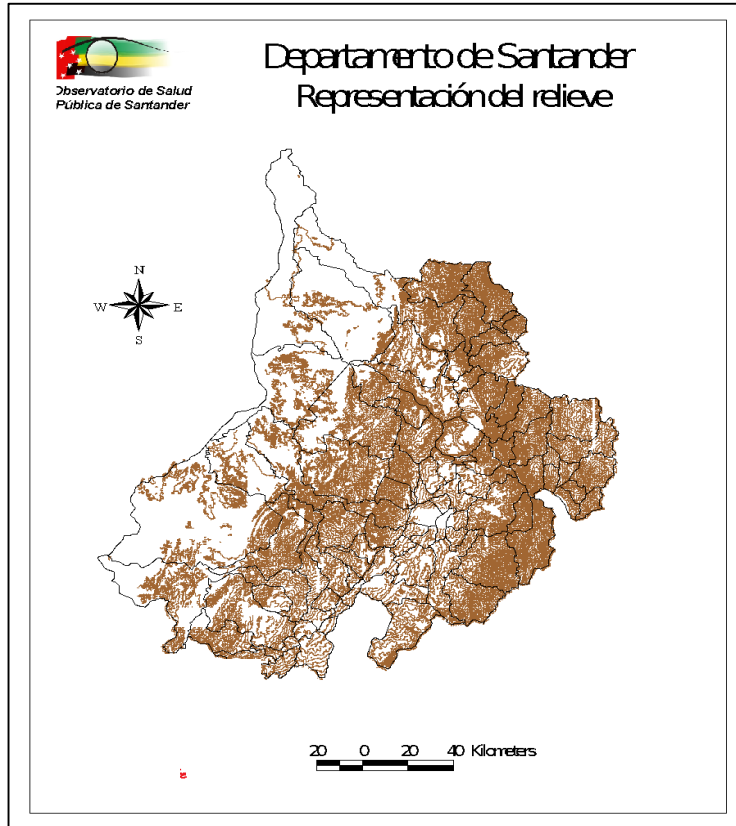 Departamento de Santander
Representación del relieve
Observatorio de Salud
Pública de Santander
N
W E
S
20 0 20 40 Kilometers